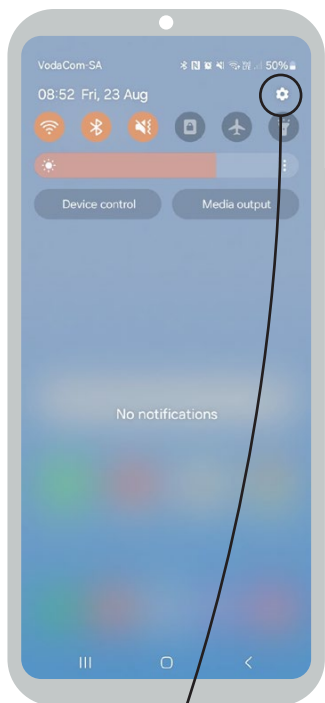 VodaCom-SA 50%
08:52 Fri, 23 Aug
Device control Media output
No notifications